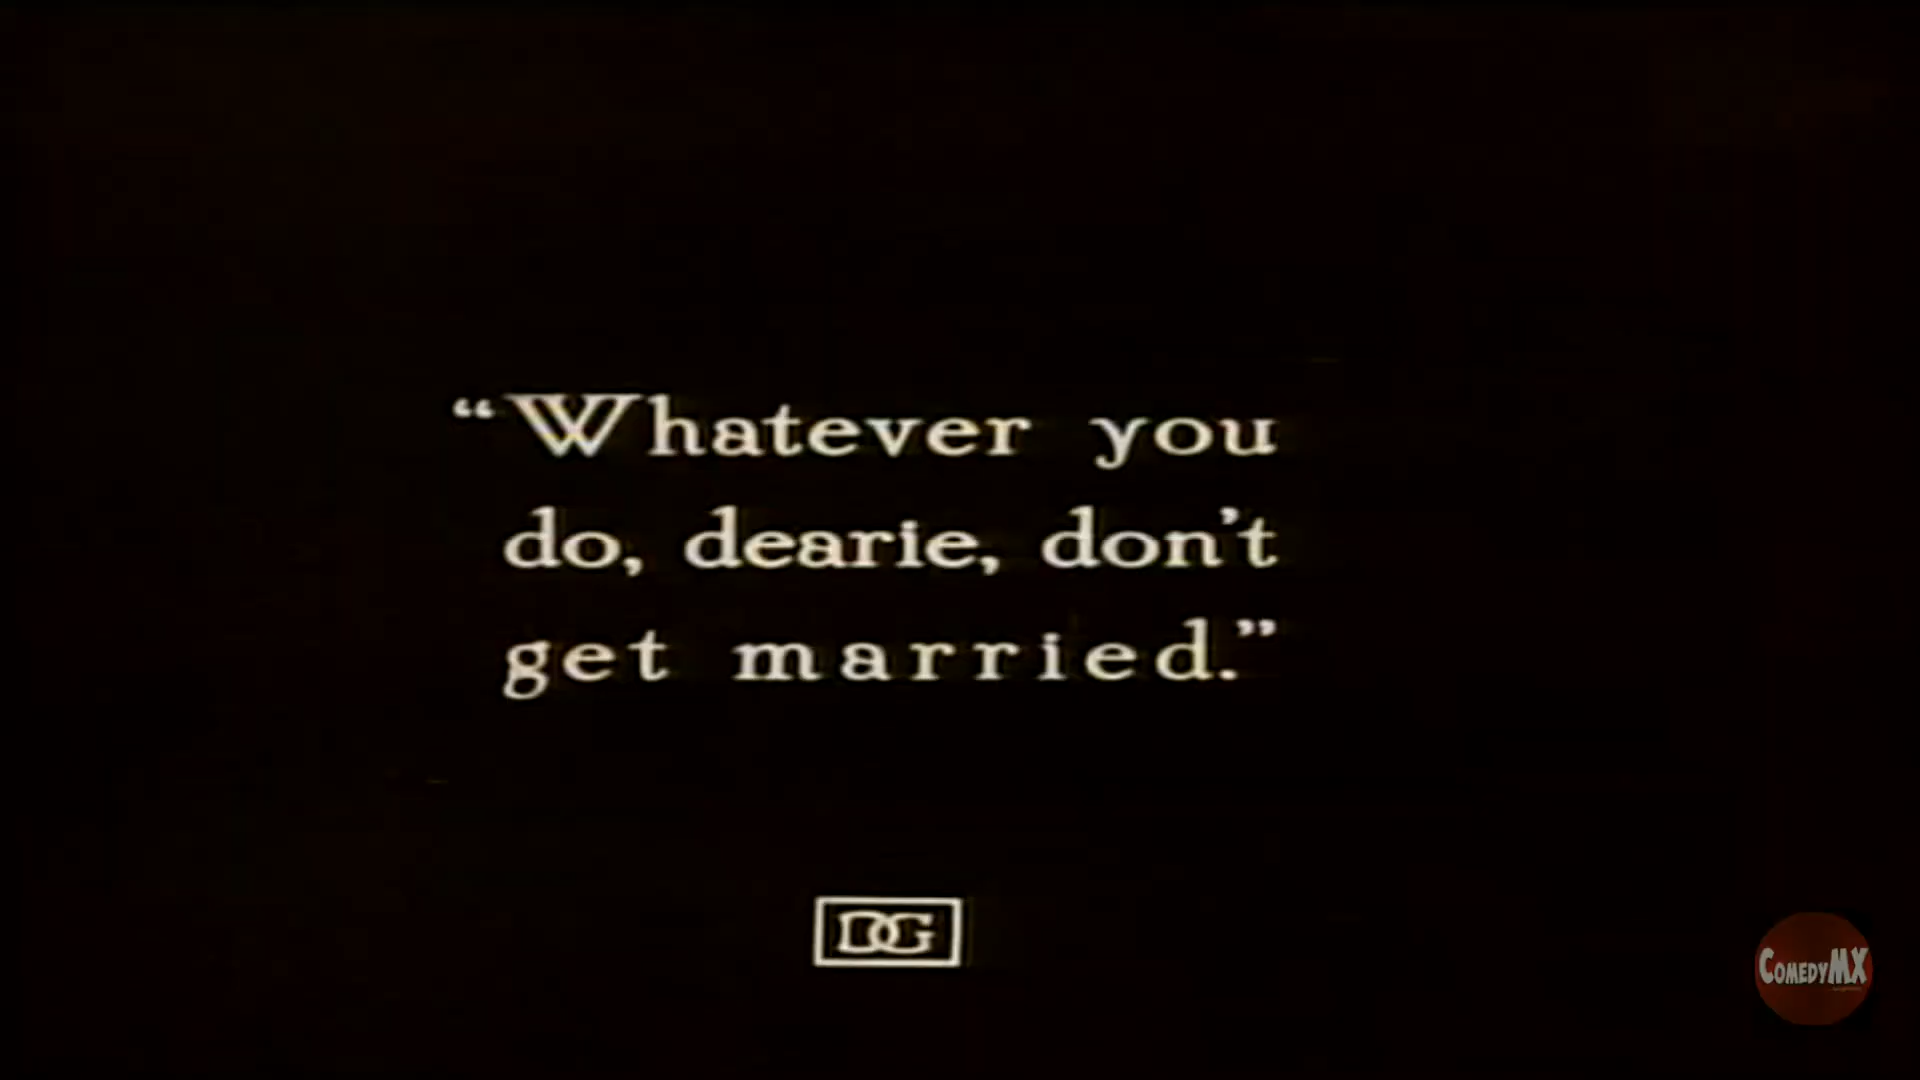 “Whatever you
do, dearie, don't
get married.”
DG
COMEDYMX